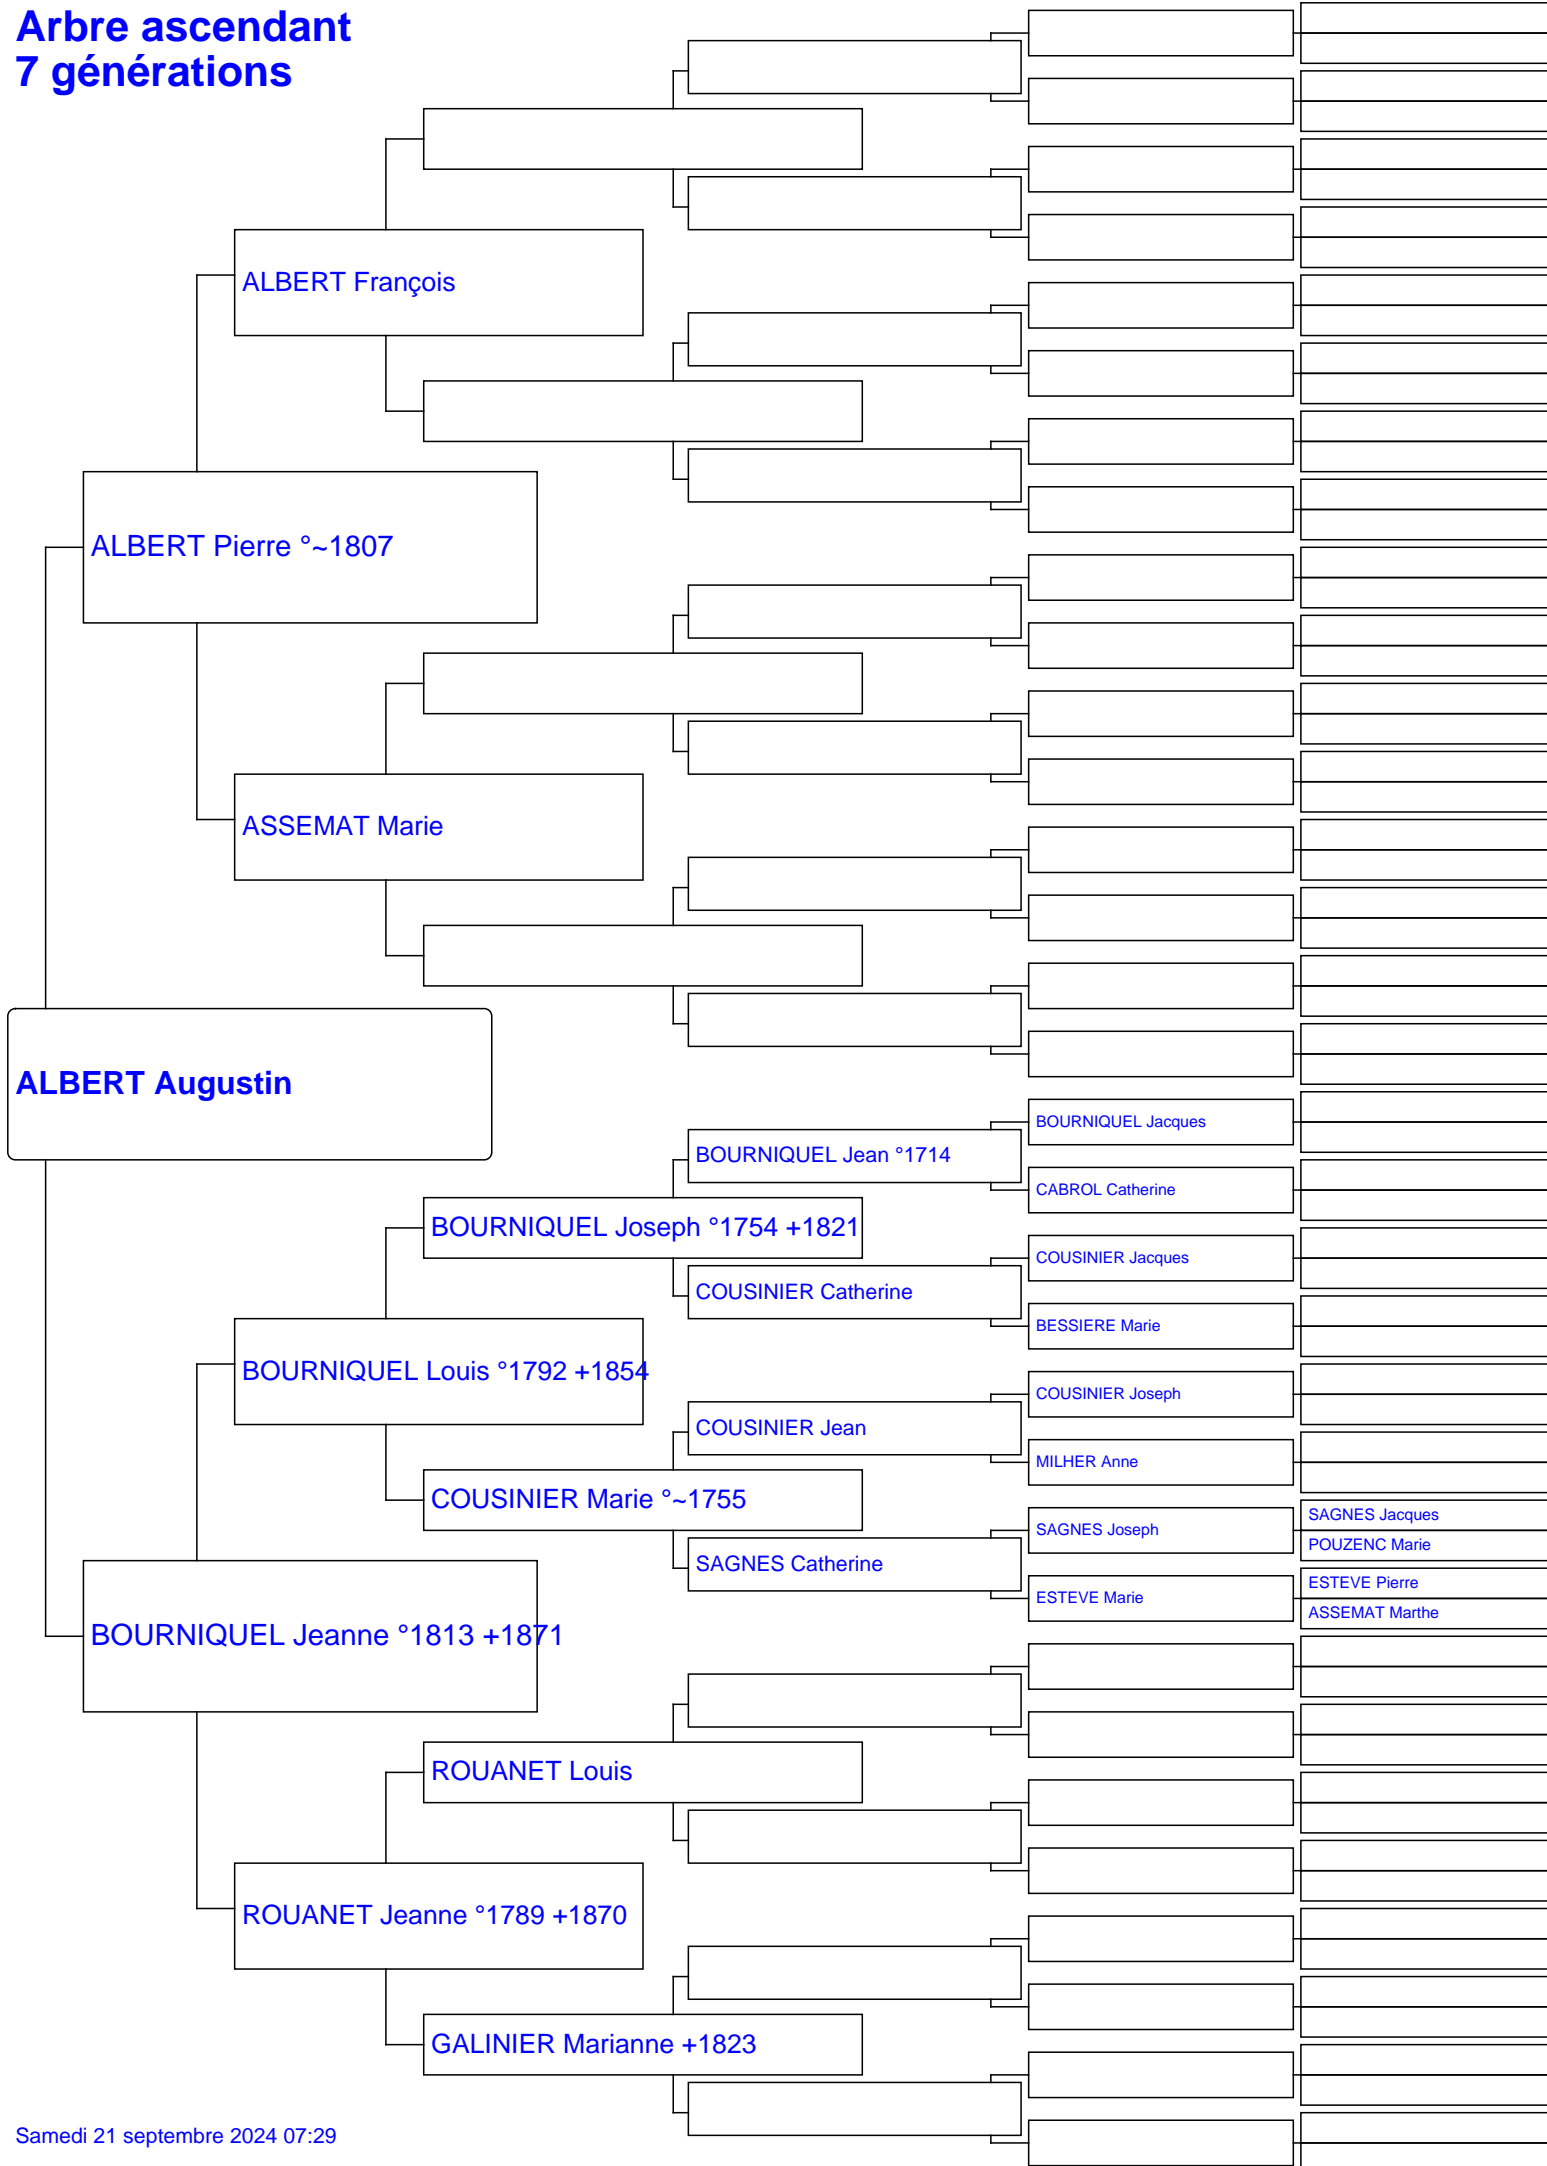 Arbre ascendant
7 générations
ALBERT François
ALBERT Pierre °~1807
ASSEMAT Marie
ALBERT Augustin
BOURNIQUEL Jacques
BOURNIQUEL Jean °1714
CABROL Catherine
BOURNIQUEL Joseph °1754 +1821
COUSINIER Jacques
COUSINIER Catherine
BESSIERE Marie
BOURNIQUEL Louis °1792 +1854
COUSINIER Joseph
COUSINIER Jean
MILHER Anne
COUSINIER Marie °~1755
SAGNES Jacques
SAGNES Joseph
POUZENC Marie
SAGNES Catherine
ESTEVE Pierre
ESTEVE Marie
ASSEMAT Marthe
BOURNIQUEL Jeanne °1813 +1871
ROUANET Louis
ROUANET Jeanne °1789 +1870
GALINIER Marianne +1823
Samedi 21 septembre 2024 07:29